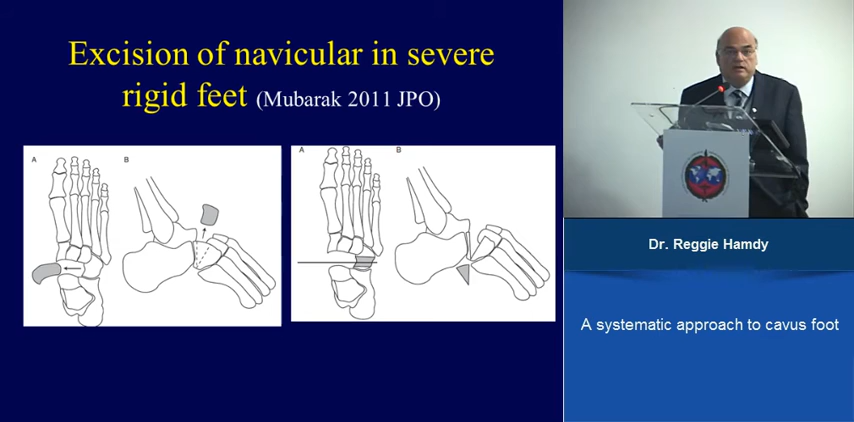 Excision of navicular in severe
rigid feet (Mubarak 2011 JPO)
A
B
A
B
Dr. Reggie Hamdy
A systematic approach to cavus foot